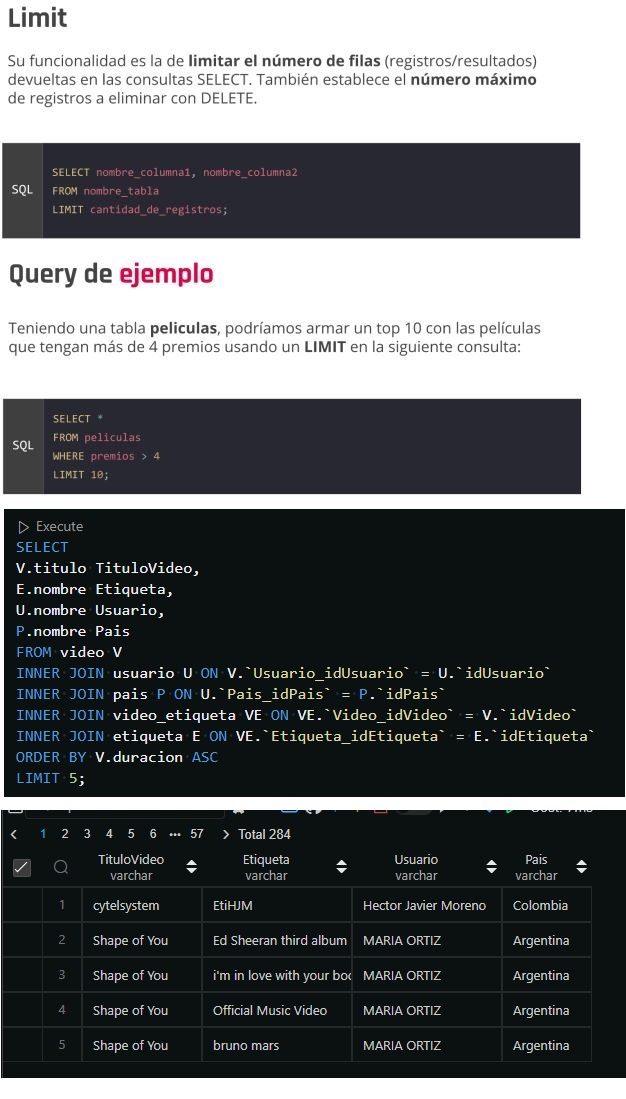 Limit
Su funcionalidad es la de limitar el número de filas (registros/resultados)
devueltas en las consultas SELECT. También establece el número máximo
de registros a eliminar con DELETE.
SQL
SELECT nombre_columna1, nombre_columna2
FROM nombre_tabla
LIMIT cantidad_de_registros;
Query de ejemplo
Teniendo una tabla peliculas, podríamos armar un top 10 con las películas
que tengan más de 4 premios usando un LIMIT en la siguiente consulta:
SQL
SELECT *
FROM peliculas
WHERE premios > 4
LIMIT 10;
Execute
SELECT
V.titulo TituloVideo,
E.nombre Etiqueta,
U.nombre Usuario,
P.nombre Pais
FROM video V
INNER JOIN usuario U ON V.`Usuario_idUsuario` = U.`idUsuario`
INNER JOIN pais P ON U.`Pais_idPais` = P.`idPais`
INNER JOIN video_etiqueta VE ON VE.`Video_idVideo` = V.`idVideo`
INNER JOIN etiqueta E ON VE.`Etiqueta_idEtiqueta` = E.`idEtiqueta`
ORDER BY V.duracion ASC
LIMIT 5;
< 1 2 3 4 5 6 ••• 57 > Total 284
TituloVideo Etiqueta Usuario Pais
varchar varchar varchar varchar
1 cytelsystem EtiHJM Hector Javier Moreno Colombia
2 Shape of You Ed Sheeran third album MARIA ORTIZ Argentina
3 Shape of You i'm in love with your MARIA ORTIZ Argentina
4 Shape of You Official Music Video MARIA ORTIZ Argentina
5 Shape of You bruno mars MARIA ORTIZ Argentina